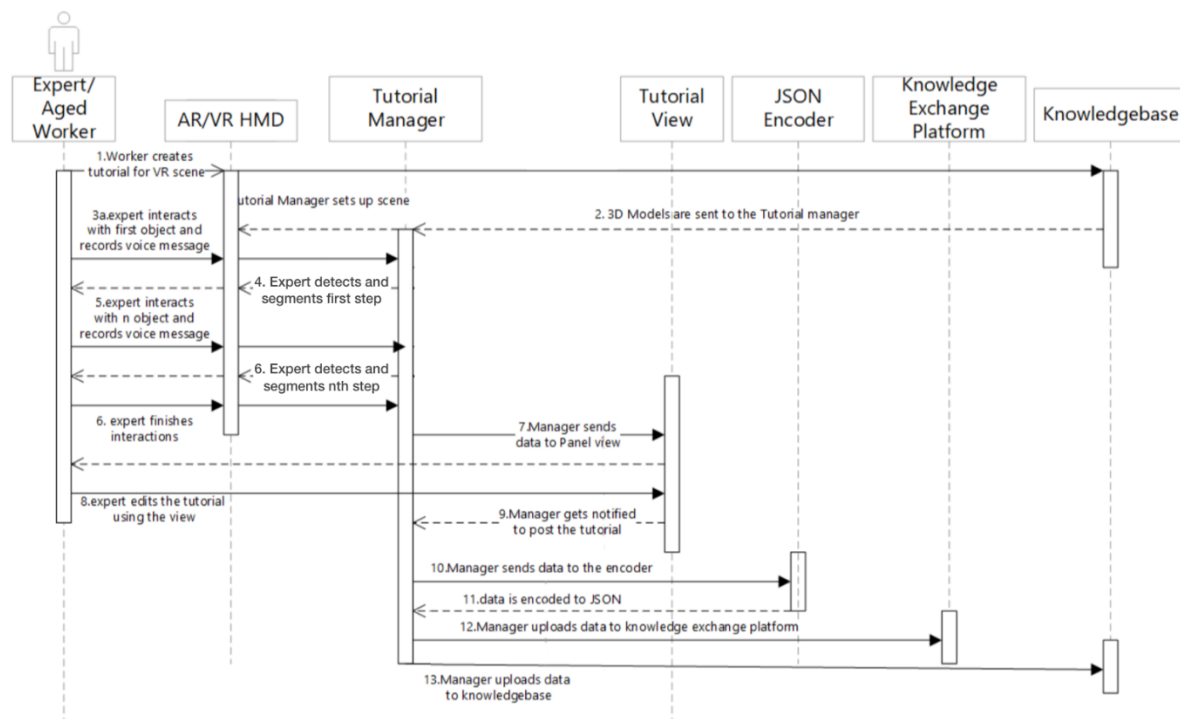 Expert/
Aged
Worker
AR/VR HMD
Tutorial
Manager
Tutorial
View
JSON
Encoder
Knowledge
Exchange
Platform
Knowledgebase
1.Worker creates
tutorial for VR scene
utorial Manager sets up scene
2. 3D Models are sent to the Tutorial manager
3a.expert interacts
with first object and
records voice message
4. Expert detects and
segments first step
5.expert interacts
with n object and
records voice message
6. Expert detects and
segments nth step
6. expert finishes
interactions
7.Manager sends
data to Panel view
8.expert edits the tutorial
using the view
9.Manager gets notified
to post the tutorial
10.Manager sends data to the encoder
11.data is encoded to JSON
12.Manager uploads data to knowledge exchange platform
13.Manager uploads data
to knowledgebase